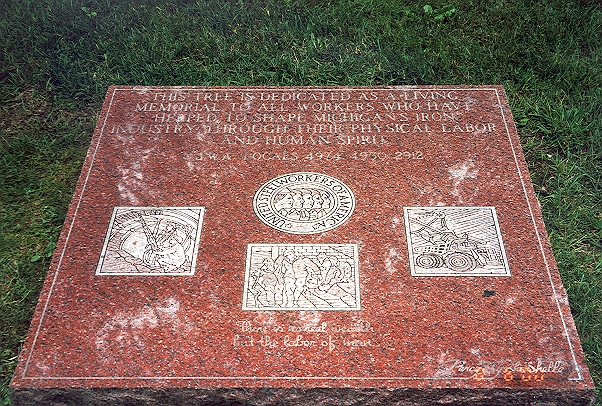 THIS TREE IS DEDICATED AS A LIVING
MEMORIAL TO ALL WORKERS WHO HAVE
HELPED TO SHAPE MICHIGAN'S IRON
INDUSTRY THROUGH THEIR PHYSICAL LABOR
AND HUMAN SPIRIT
U.S.W.A. LOCALS 4974 4950 2912
UNITED STEELWORKERS OF AMERICA
There is no real wealth
but the labor of man